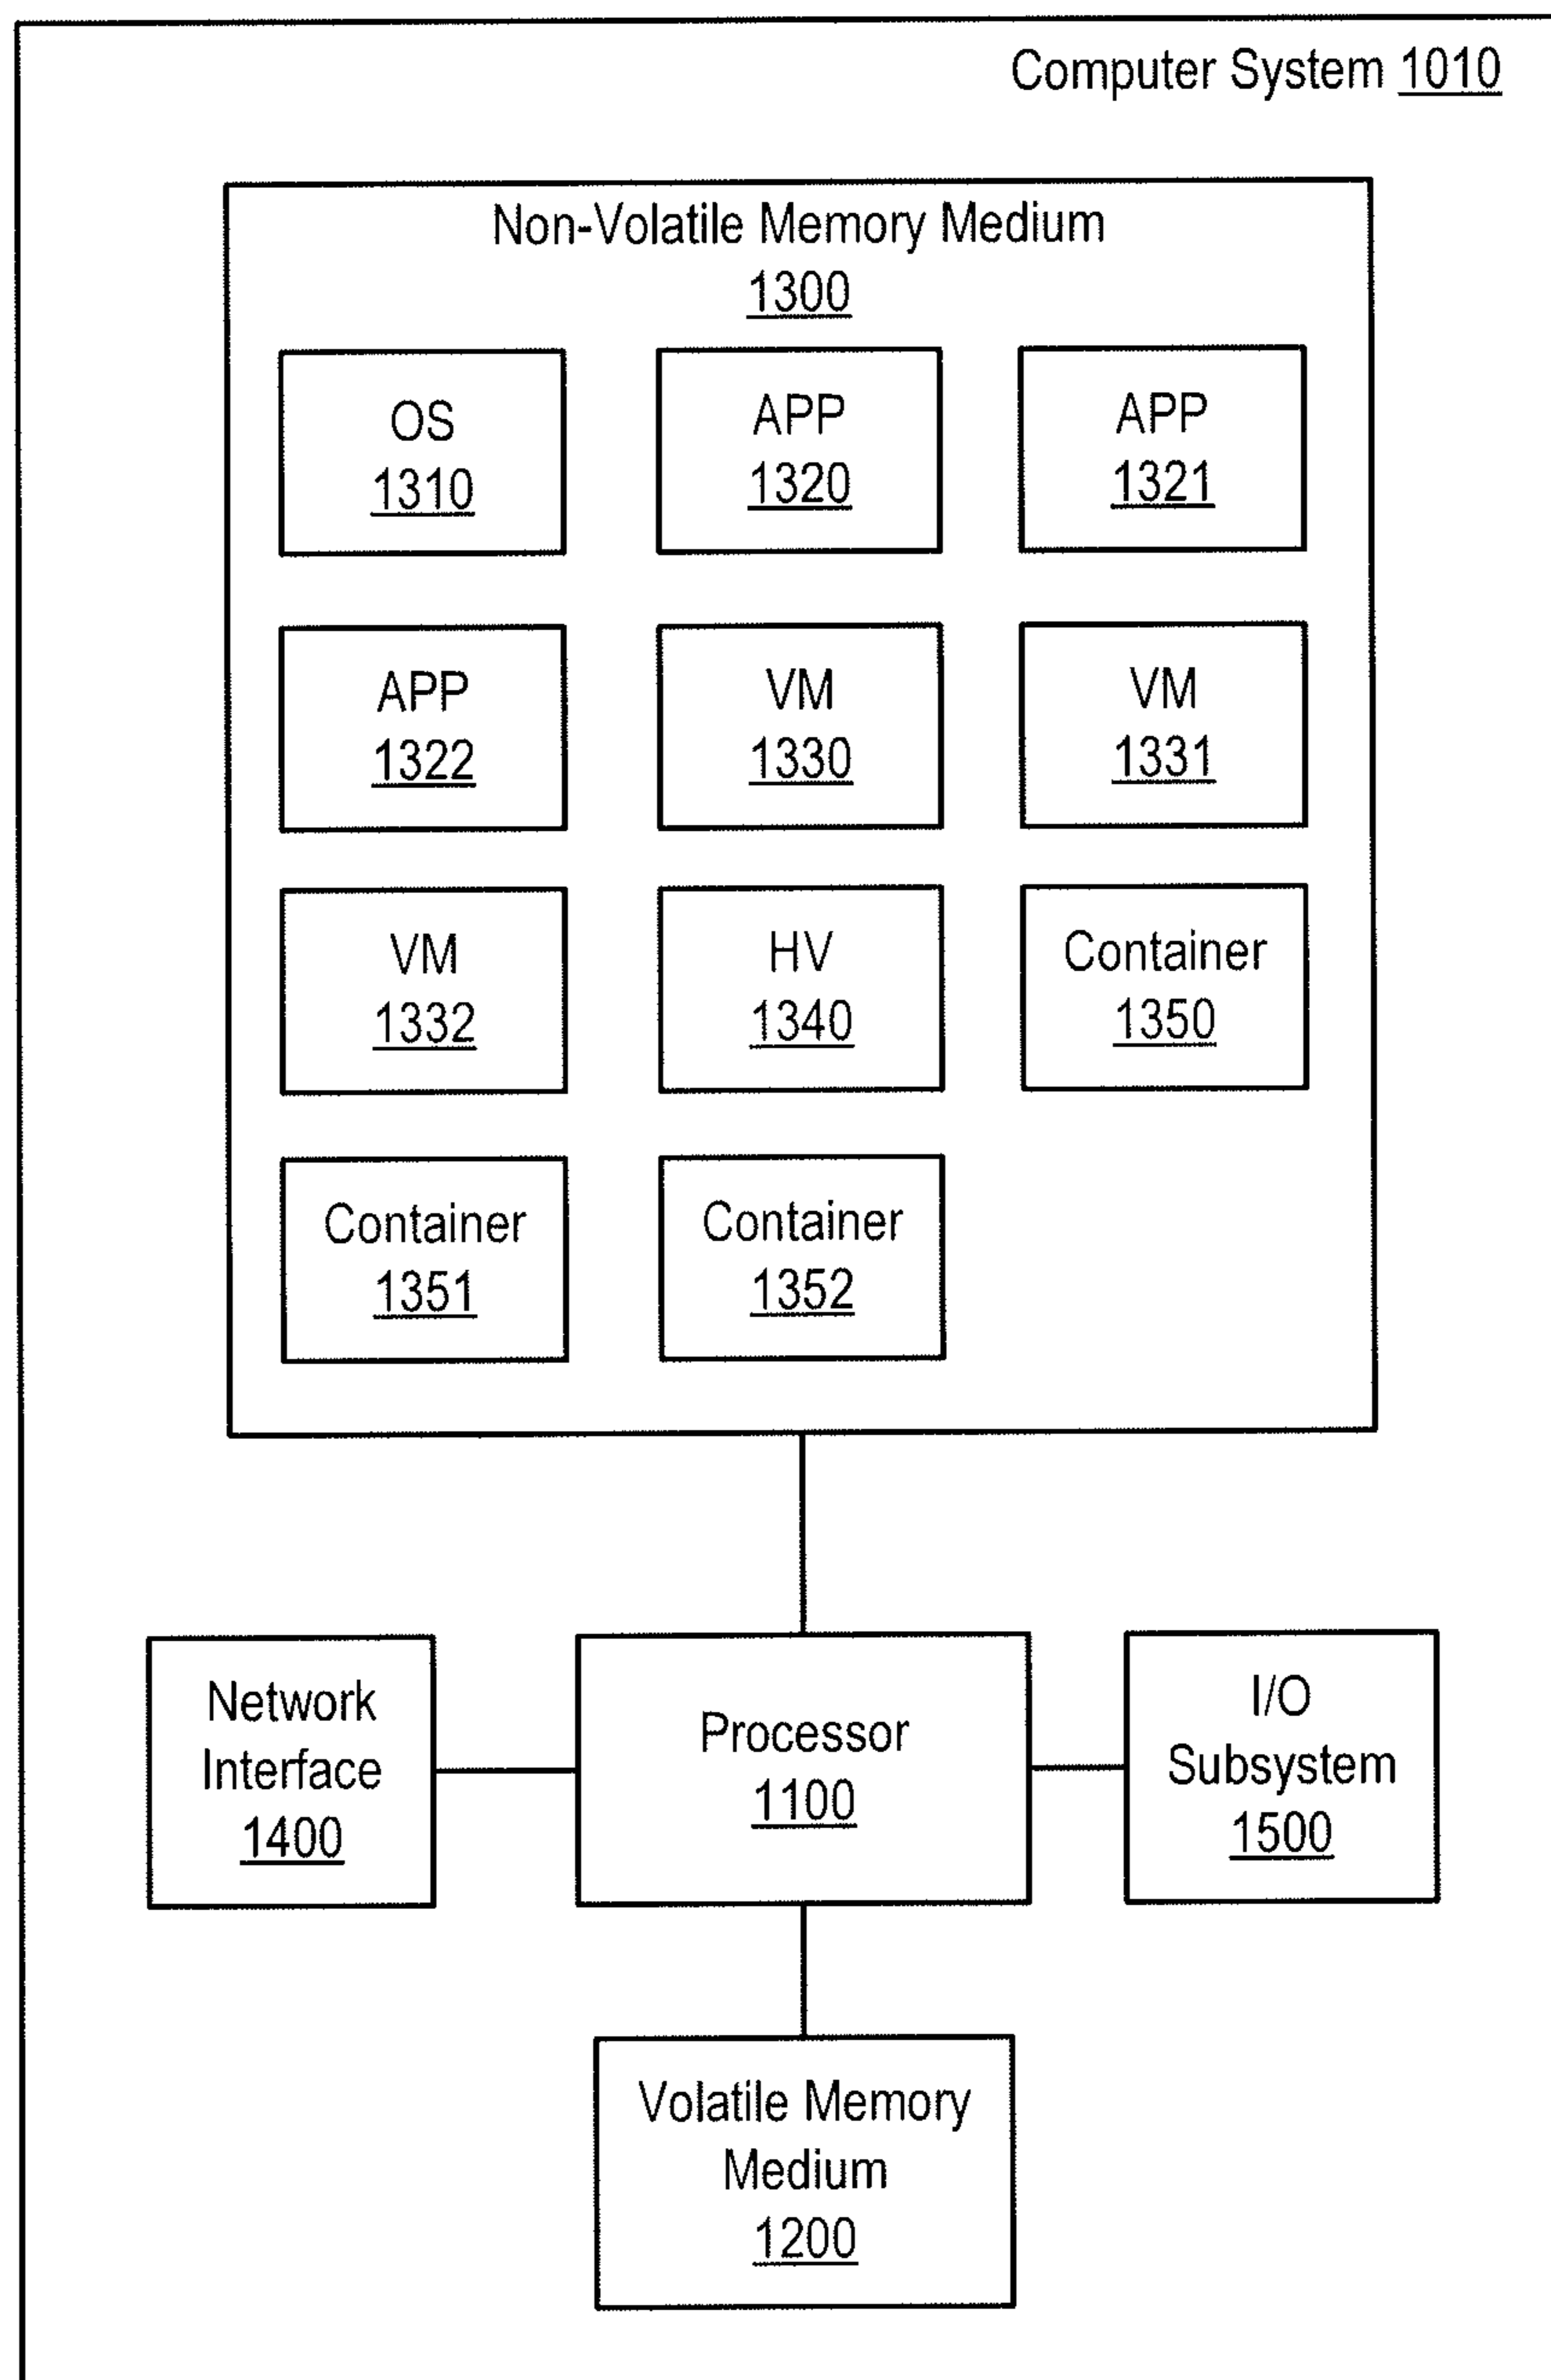 Computer System 1010
Non-Volatile Memory Medium
1300
OS
1310
APP
1320
APP
1321
APP
1322
VM
1330
VM
1331
VM
1332
HV
1340
Container
1350
Container
1351
Container
1352
Network
Interface
1400
Processor
1100
I/O
Subsystem
1500
Volatile Memory
Medium
1200